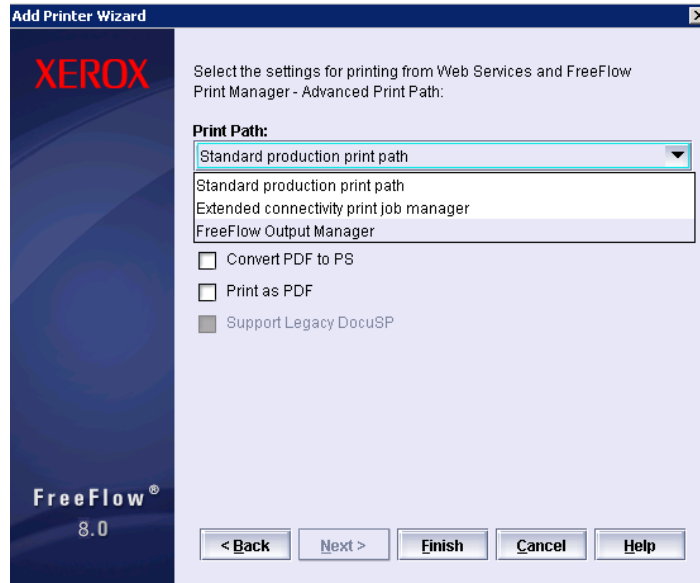 Add Printer Wizard
XEROX
Select the settings for printing from Web Services and FreeFlow
Print Manager - Advanced Print Path:
Print Path:
Standard production print path
Standard production print path
Extended connectivity print job manager
FreeFlow Output Manager
Convert PDF to PS
Print as PDF
Support Legacy DocuSP
FreeFlow®
8.0
< Back Next > Finish Cancel Help